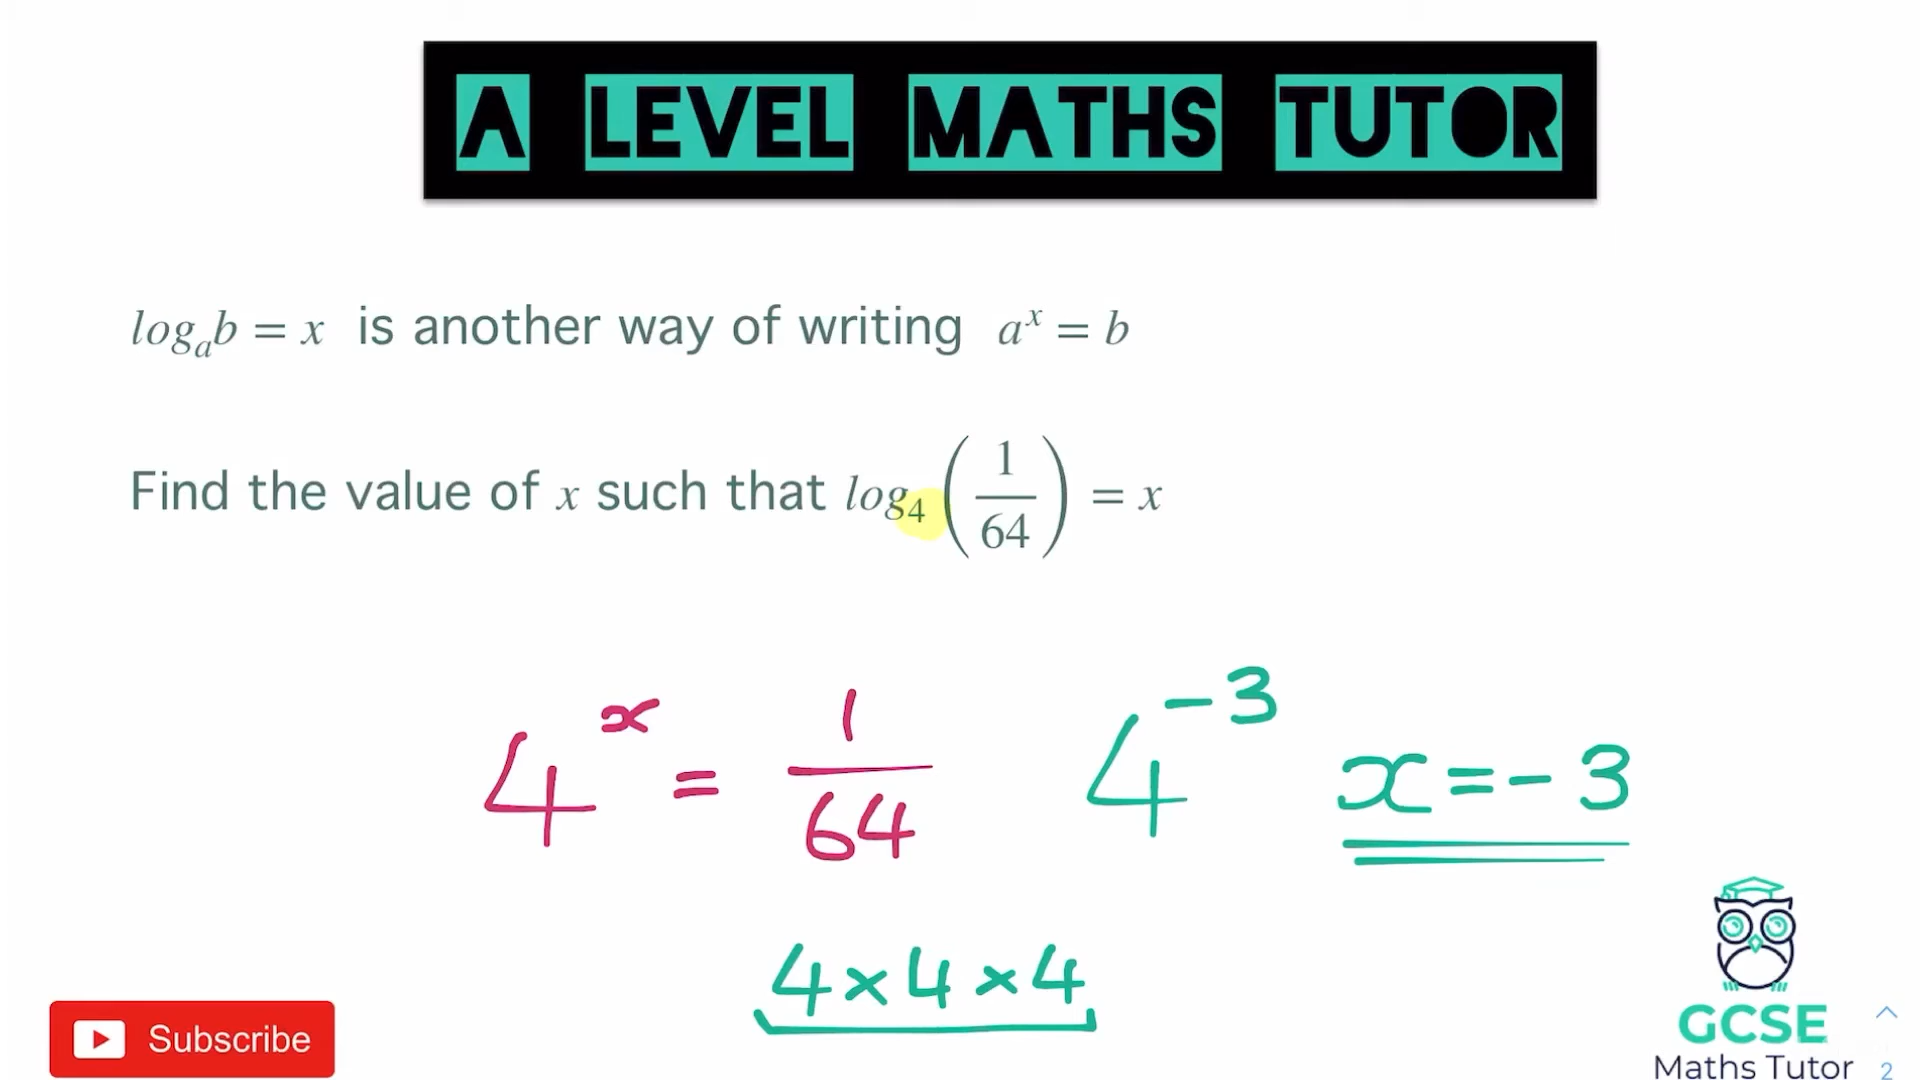 A LEVEL MATHS TUTOR
logₐb = x is another way of writing aˣ = b
Find the value of x such that log₄(1/64) = x
4ˣ = 1/64 4⁻³ x = -3
4 × 4 × 4
Subscribe
GCSE
Maths Tutor
2